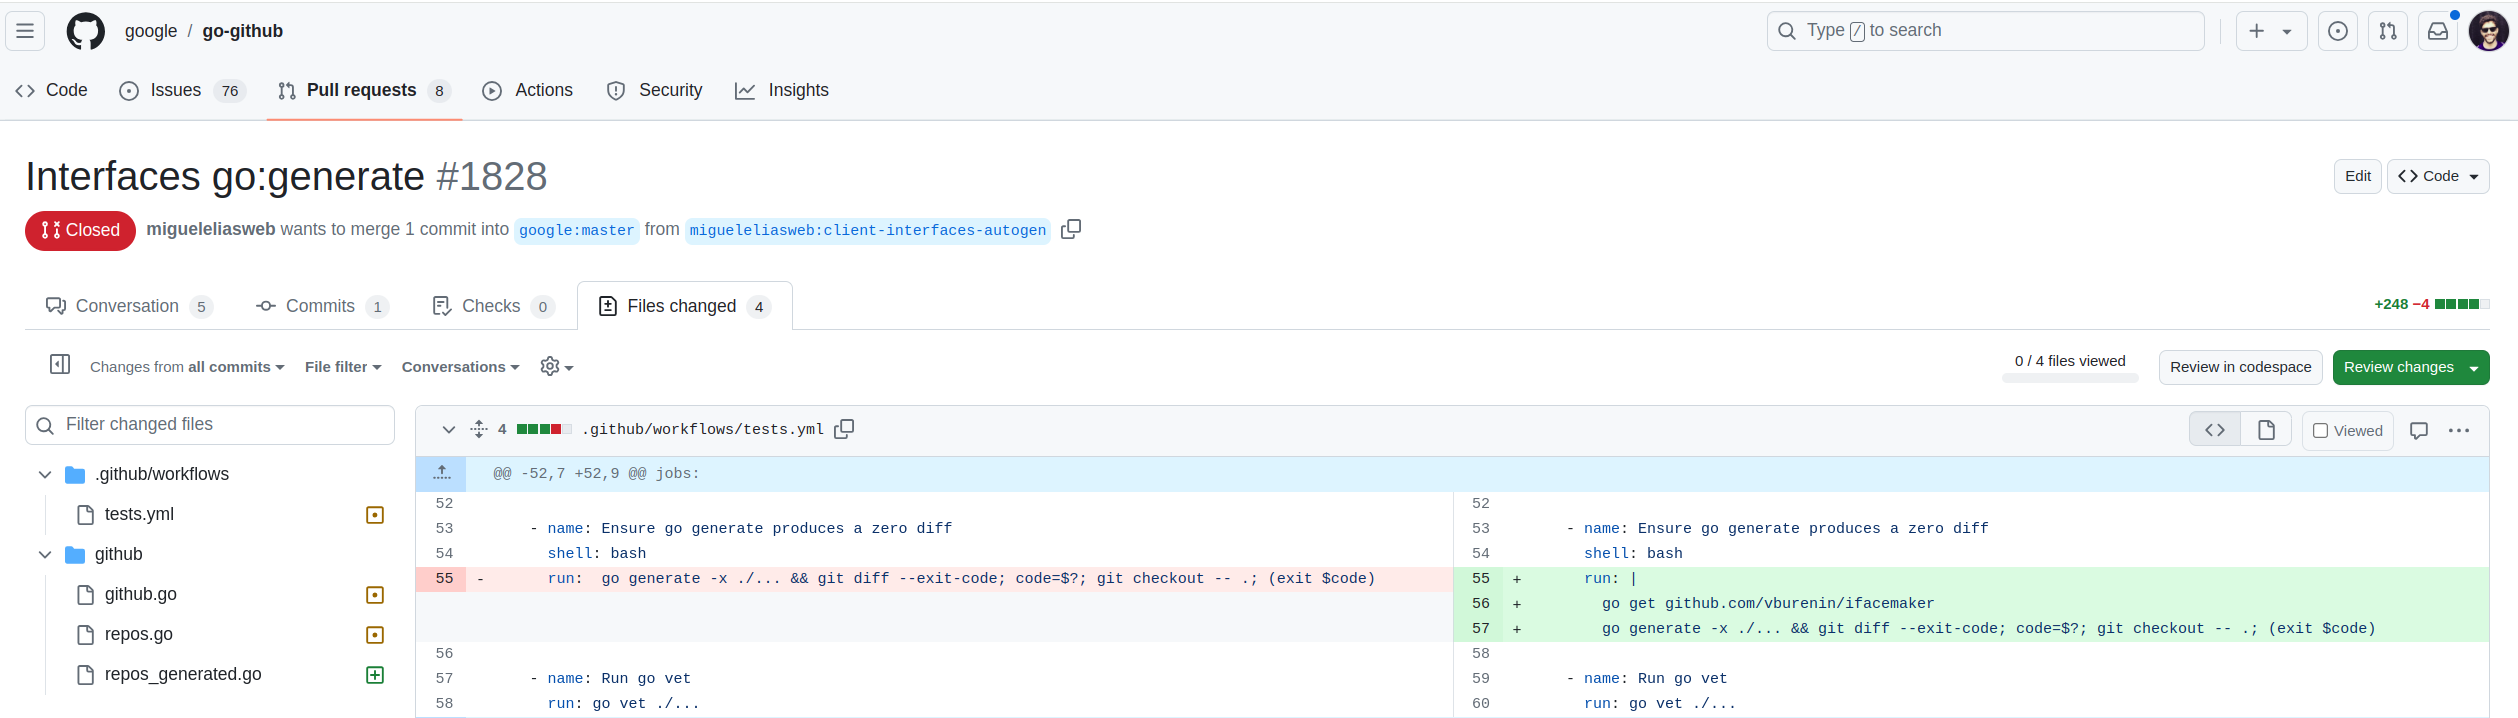 google / go-github
Type / to search
Code Issues 76 Pull requests 8 Actions Security Insights
Interfaces go:generate #1828
Edit Code
Closed migueleliasweb wants to merge 1 commit into google:master from migueleliasweb:client-interfaces-autogen
Conversation 5 Commits 1 Checks 0 Files changed 4
+248 −4
Changes from all commits File filter Conversations
0 / 4 files viewed Review in codespace Review changes
Filter changed files
.github/workflows
tests.yml
github
github.go
repos.go
repos_generated.go
4 .github/workflows/tests.yml Viewed
@@ -52,7 +52,9 @@ jobs:
52
53 - name: Ensure go generate produces a zero diff
54 shell: bash
55 - run:  go generate -x ./... && git diff --exit-code; code=$?; git checkout -- .; (exit $code)
56
57 - name: Run go vet
58 run: go vet ./...
52
53 - name: Ensure go generate produces a zero diff
54 shell: bash
55 + run: |
56 + go get github.com/vburenin/ifacemaker
57 + go generate -x ./... && git diff --exit-code; code=$?; git checkout -- .; (exit $code)
58
59 - name: Run go vet
60 run: go vet ./...